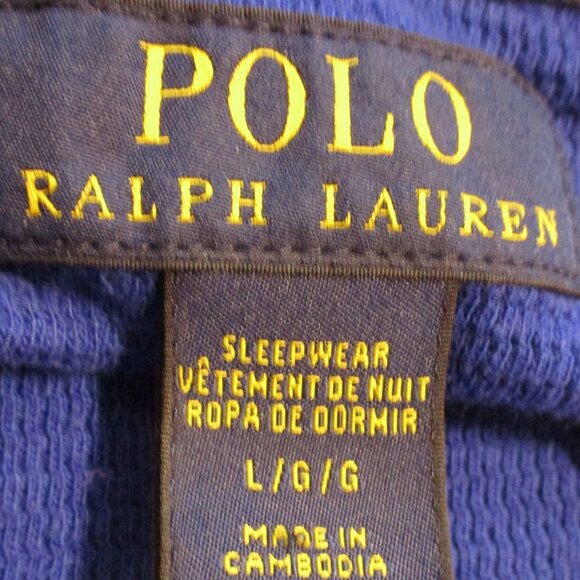 POLO
RALPH LAUREN
SLEEPWEAR
VÊTEMENT DE NUIT
ROPA DE DORMIR
L/G/G
MADE IN
CAMBODIA